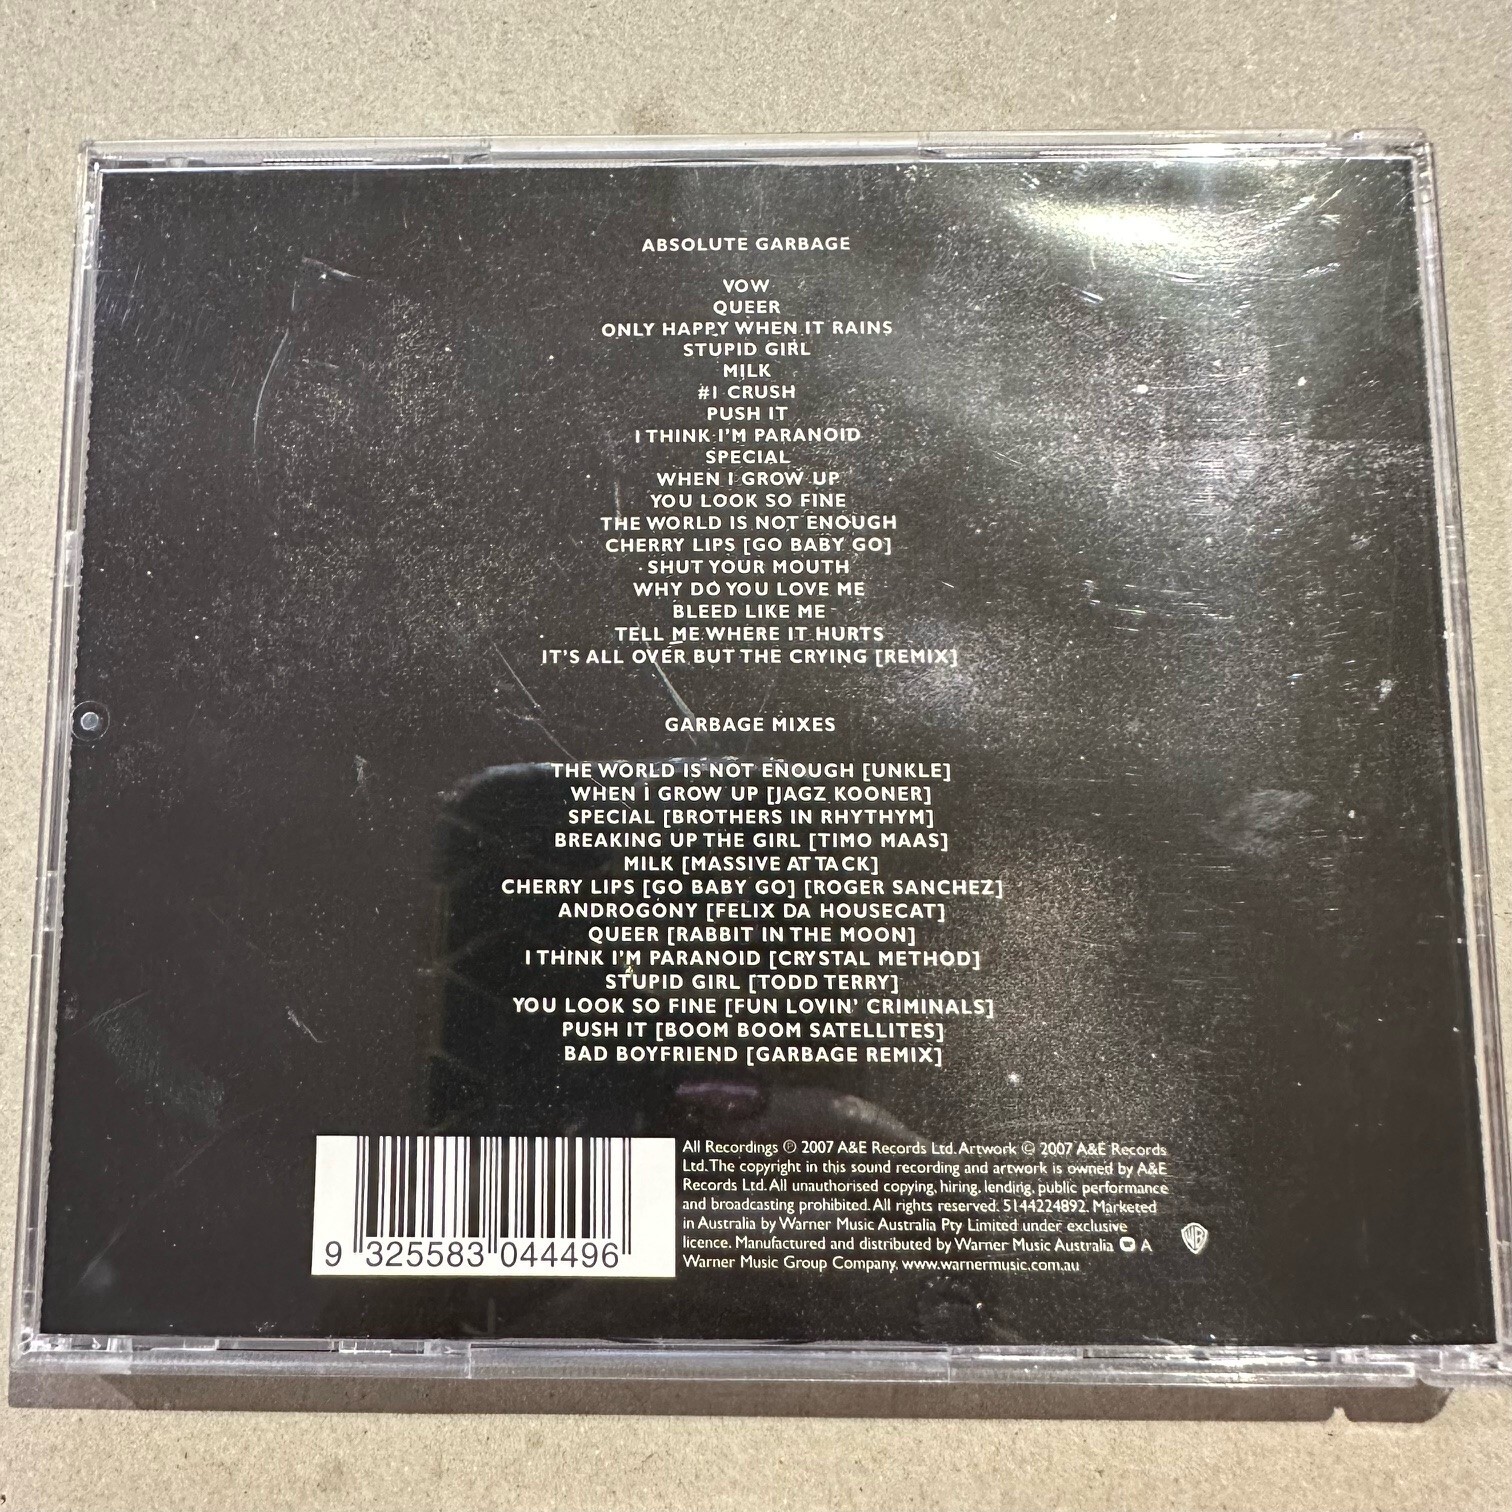 ABSOLUTE GARBAGE
VOW
QUEER
ONLY HAPPY WHEN IT RAINS
STUPID GIRL
MILK
#1 CRUSH
PUSH IT
I THINK I'M PARANOID
SPECIAL
WHEN I GROW UP
YOU LOOK SO FINE
THE WORLD IS NOT ENOUGH
CHERRY LIPS [GO BABY GO]
SHUT YOUR MOUTH
WHY DO YOU LOVE ME
BLEED LIKE ME
TELL ME WHERE IT HURTS
IT'S ALL OVER BUT THE CRYING [REMIX]
GARBAGE MIXES
THE WORLD IS NOT ENOUGH [UNKLE]
WHEN I GROW UP [JAGZ KOONER]
SPECIAL [BROTHERS IN RHYTHYM]
BREAKING UP THE GIRL [TIMO MAAS]
MILK [MASSIVE ATTACK]
CHERRY LIPS [GO BABY GO] [ROGER SANCHEZ]
ANDROGONY [FELIX DA HOUSECAT]
QUEER [RABBIT IN THE MOON]
I THINK I'M PARANOID [CRYSTAL METHOD]
STUPID GIRL [TODD TERRY]
YOU LOOK SO FINE [FUN LOVIN' CRIMINALS]
PUSH IT [BOOM BOOM SATELLITES]
BAD BOYFRIEND [GARBAGE REMIX]
9 325583 044496
All Recordings ℗ 2007 A&E Records Ltd. Artwork © 2007 A&E Records
Ltd. The copyright in this sound recording and artwork is owned by A&E
Records Ltd. All unauthorised copying, hiring, lending, public performance
and broadcasting prohibited. All rights reserved. 5144224892. Marketed
in Australia by Warner Music Australia Pty Limited under exclusive
licence. Manufactured and distributed by Warner Music Australia A
Warner Music Group Company. www.warnermusic.com.au
WB